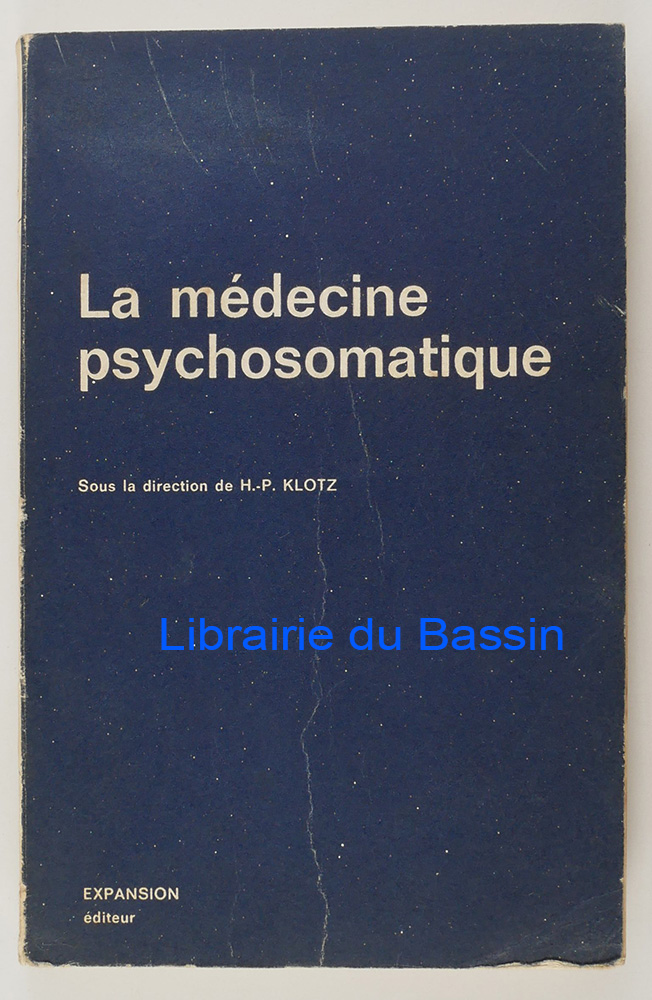 La médecine
psychosomatique
Sous la direction de H.-P. KLOTZ
Librairie du Bassin
EXPANSION
éditeur